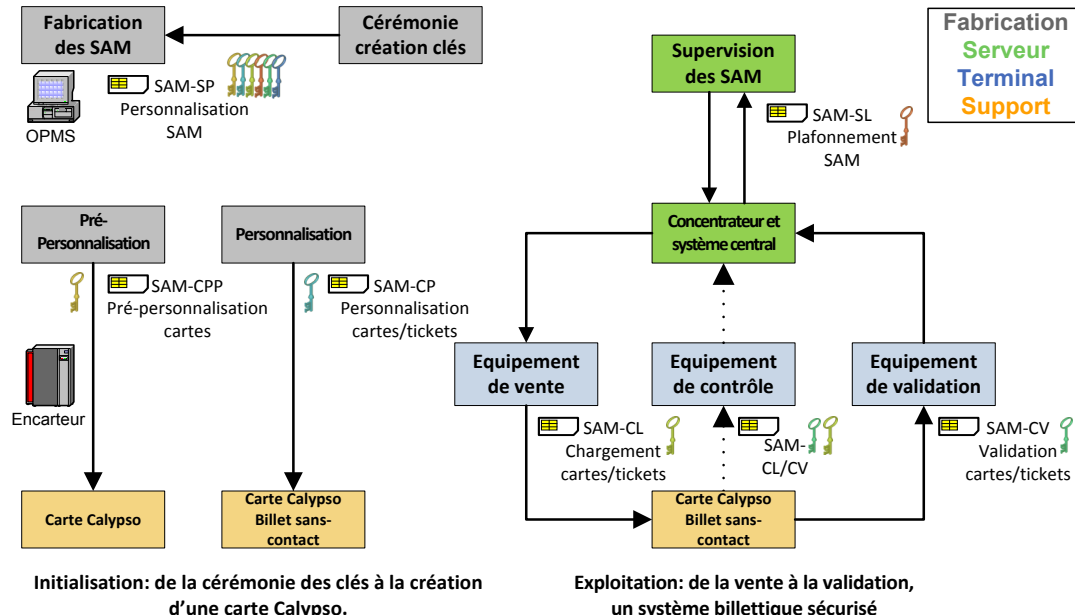 Fabrication
des SAM
Cérémonie
création clés
SAM-SP
Personnalisation
SAM
OPMS
Pré-
Personnalisation
Personnalisation
SAM-CPP
Pré-personnalisation
cartes
SAM-CP
Personnalisation
cartes/tickets
Encarteur
Carte Calypso
Carte Calypso
Billet sans-
contact
Initialisation: de la cérémonie des clés à la création
d'une carte Calypso.
Supervision
des SAM
SAM-SL
Plafonnement
SAM
Fabrication
Serveur
Terminal
Support
Concentrateur et
système central
Equipement
de vente
Equipement
de contrôle
Equipement
de validation
SAM-CL
Chargement
cartes/tickets
SAM-
CL/CV
SAM-CV
Validation
cartes/tickets
Carte Calypso
Billet sans-
contact
Exploitation: de la vente à la validation,
un système billettique sécurisé